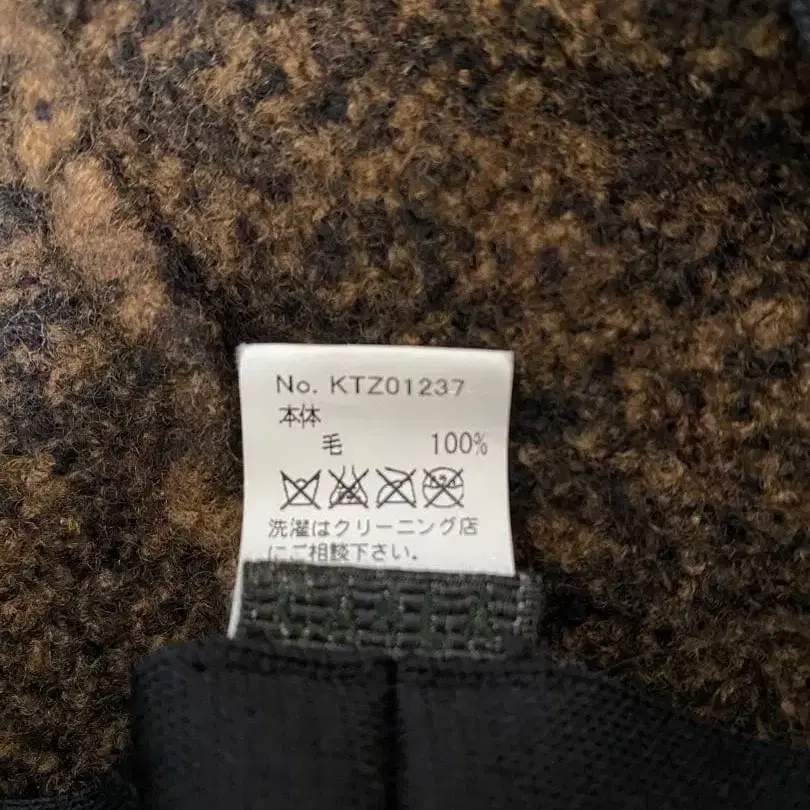 No. KTZ01237
本体
毛 100%
洗濯はクリーニング店
にご相談下さい。